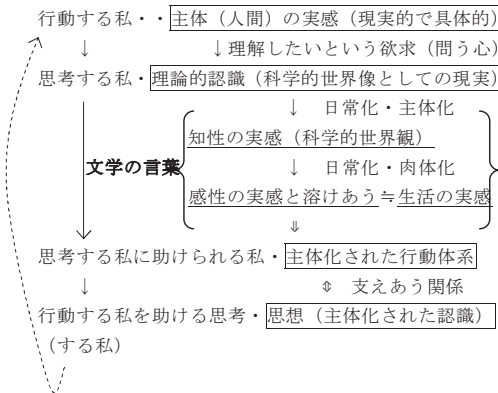 行動する私・・主体（人間）の実感（現実的で具体的）
↓ ↓理解したいという欲求（問う心）
思考する私・理論的認識（科学的世界像としての現実）
↓ 日常化・主体化
知性の実感（科学的世界観）
文学の言葉 ↓ 日常化・肉体化
感性の実感と溶けあう≒生活の実感
⇓
思考する私に助けられる私・主体化された行動体系
↓ ⇕ 支えあう関係
行動する私を助ける思考・思想（主体化された認識）
（する私）